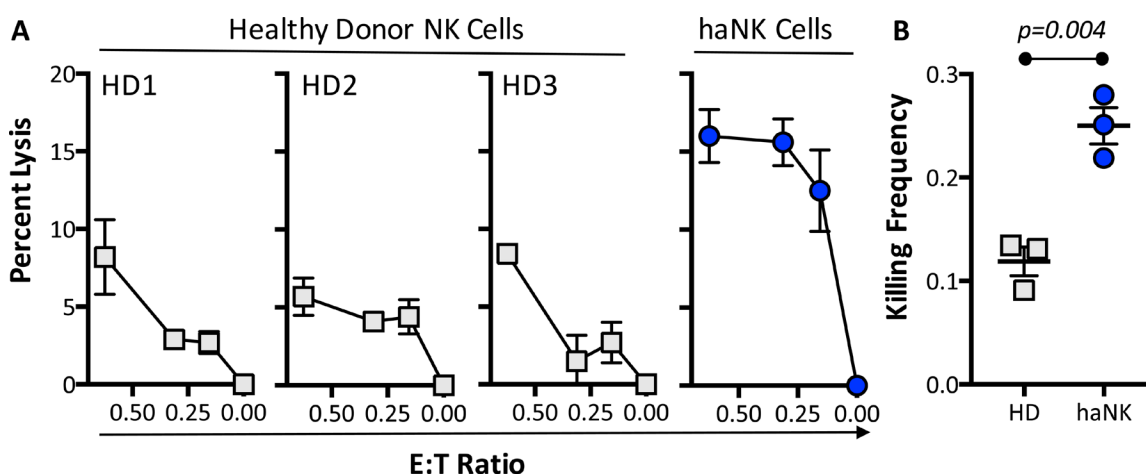 A
Healthy Donor NK Cells
haNK Cells
B
p=0.004
HD1
HD2
HD3
Percent Lysis
20
15
10
5
0
0.50 0.25 0.00
0.50 0.25 0.00
0.50 0.25 0.00
0.50 0.25 0.00
E:T Ratio
Killing Frequency
0.3
0.2
0.1
0.0
HD haNK